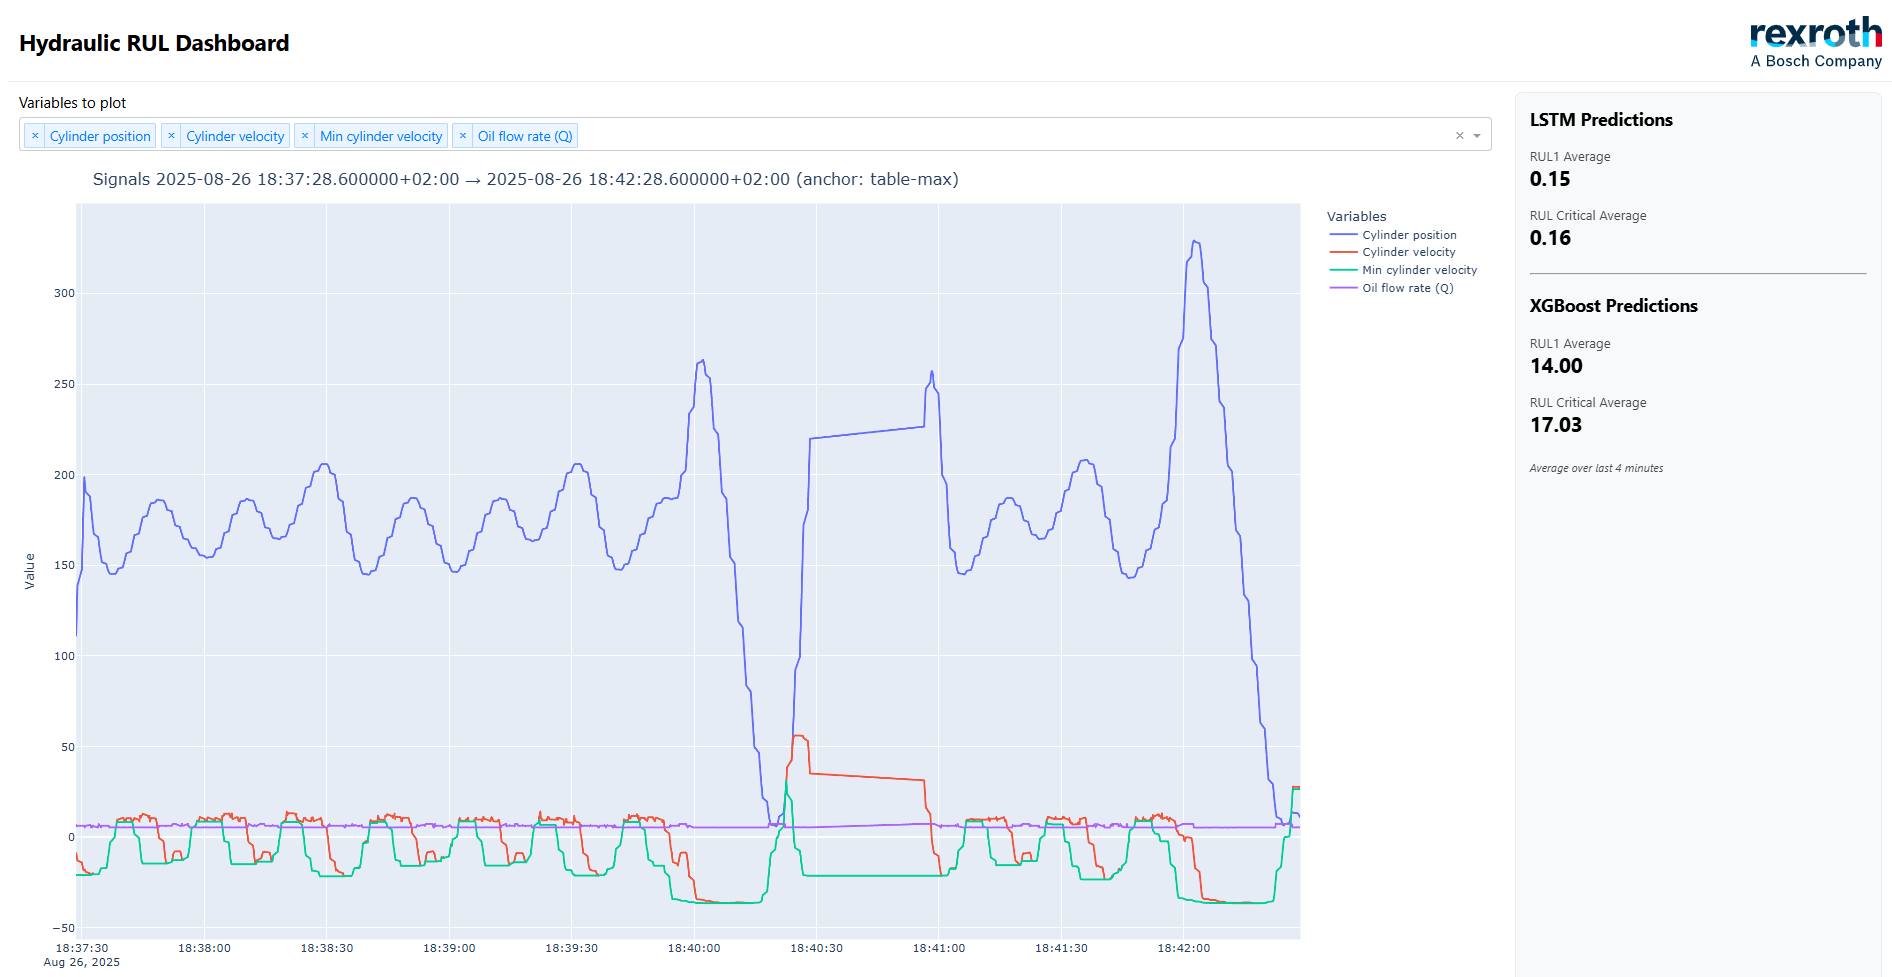 Hydraulic RUL Dashboard
rexroth
A Bosch Company
Variables to plot
× Cylinder position × Cylinder velocity × Min cylinder velocity × Oil flow rate (Q) ×
Signals 2025-08-26 18:37:28.600000+02:00 → 2025-08-26 18:42:28.600000+02:00 (anchor: table-max)
Variables
Cylinder position
Cylinder velocity
Min cylinder velocity
Oil flow rate (Q)
Value
300
250
200
150
100
50
0
−50
18:37:30 18:38:00 18:38:30 18:39:00 18:39:30 18:40:00 18:40:30 18:41:00 18:41:30 18:42:00
Aug 26, 2025
LSTM Predictions
RUL1 Average
0.15
RUL Critical Average
0.16
XGBoost Predictions
RUL1 Average
14.00
RUL Critical Average
17.03
Average over last 4 minutes